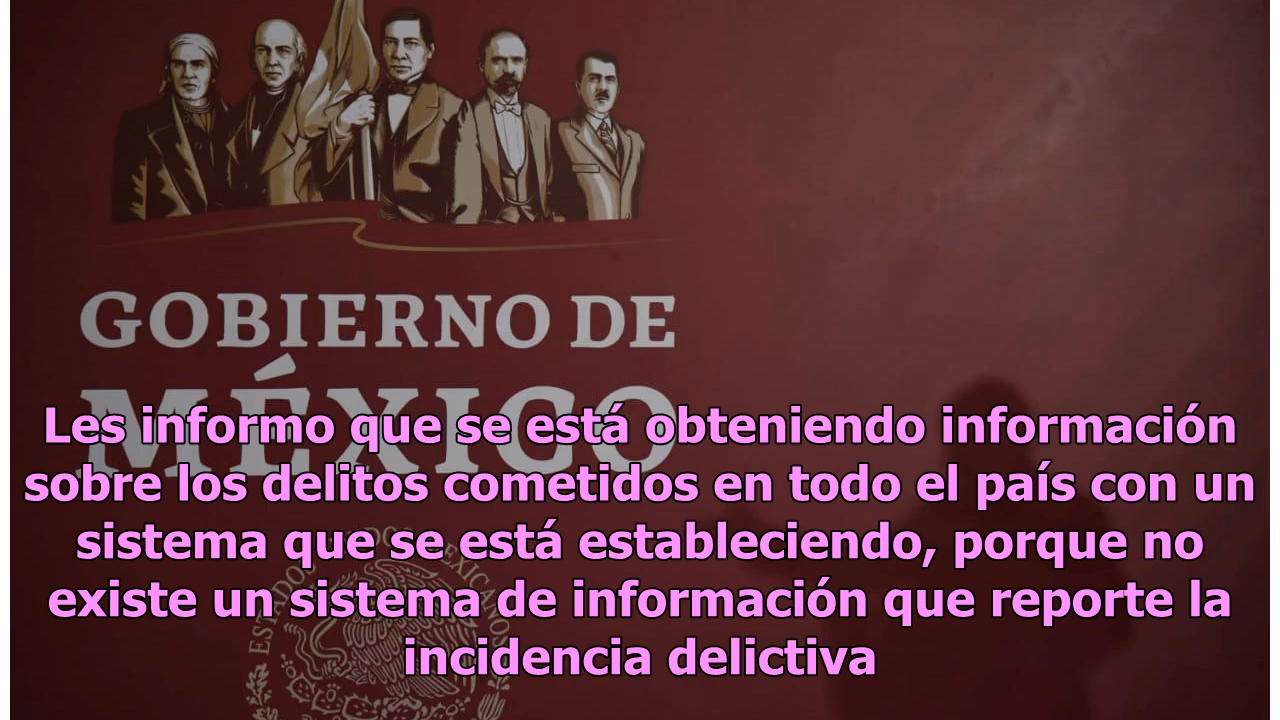 GOBIERNO DE
MÉXICO
Les informo que se está obteniendo información
sobre los delitos cometidos en todo el país con un
sistema que se está estableciendo, porque no
existe un sistema de información que reporte la
incidencia delictiva